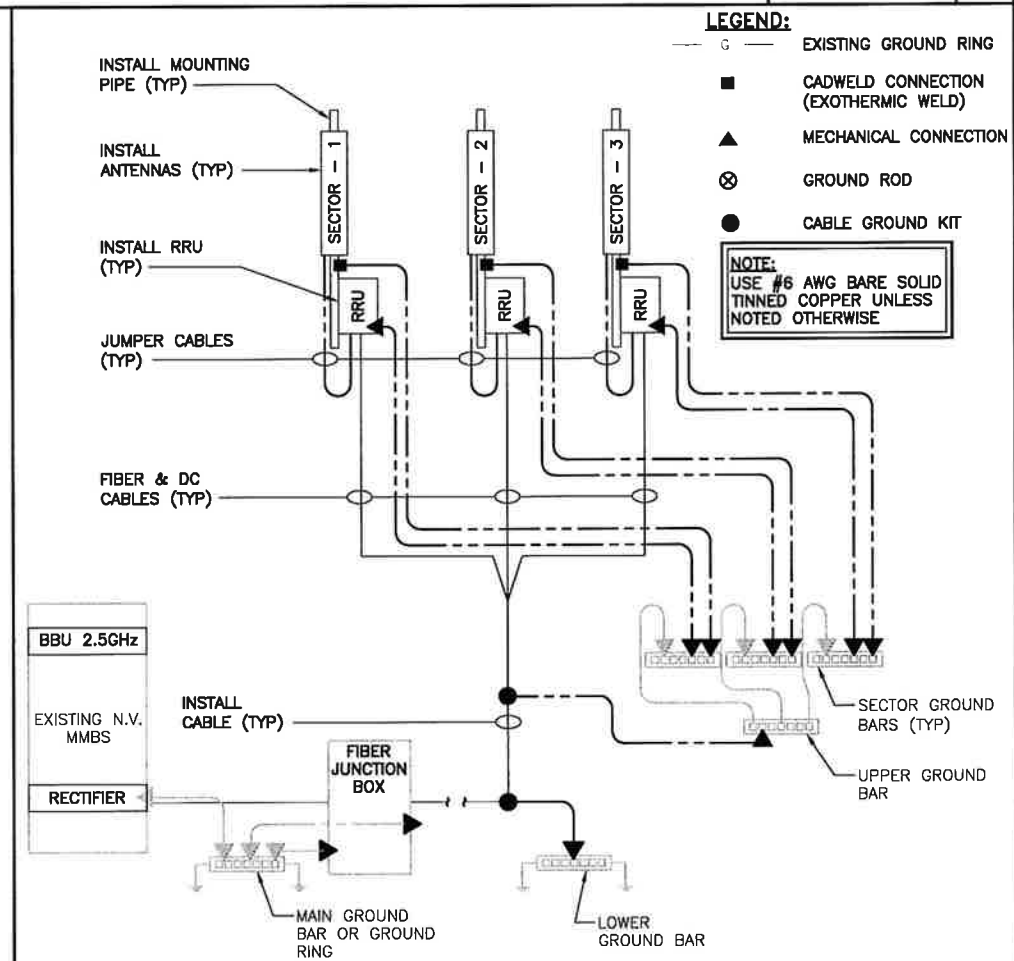 LEGEND:
G EXISTING GROUND RING
CADWELD CONNECTION
(EXOTHERMIC WELD)
MECHANICAL CONNECTION
GROUND ROD
CABLE GROUND KIT
NOTE:
USE #6 AWG BARE SOLID
TINNED COPPER UNLESS
NOTED OTHERWISE
INSTALL MOUNTING
PIPE (TYP)
INSTALL
ANTENNAS (TYP)
INSTALL RRU
(TYP)
JUMPER CABLES
(TYP)
FIBER & DC
CABLES (TYP)
SECTOR - 1
SECTOR - 2
SECTOR - 3
RRU
RRU
RRU
BBU 2.5GHz
EXISTING N.V.
MMBS
RECTIFIER
INSTALL
CABLE (TYP)
FIBER
JUNCTION
BOX
SECTOR GROUND
BARS (TYP)
UPPER GROUND
BAR
MAIN GROUND
BAR OR GROUND
RING
LOWER
GROUND BAR